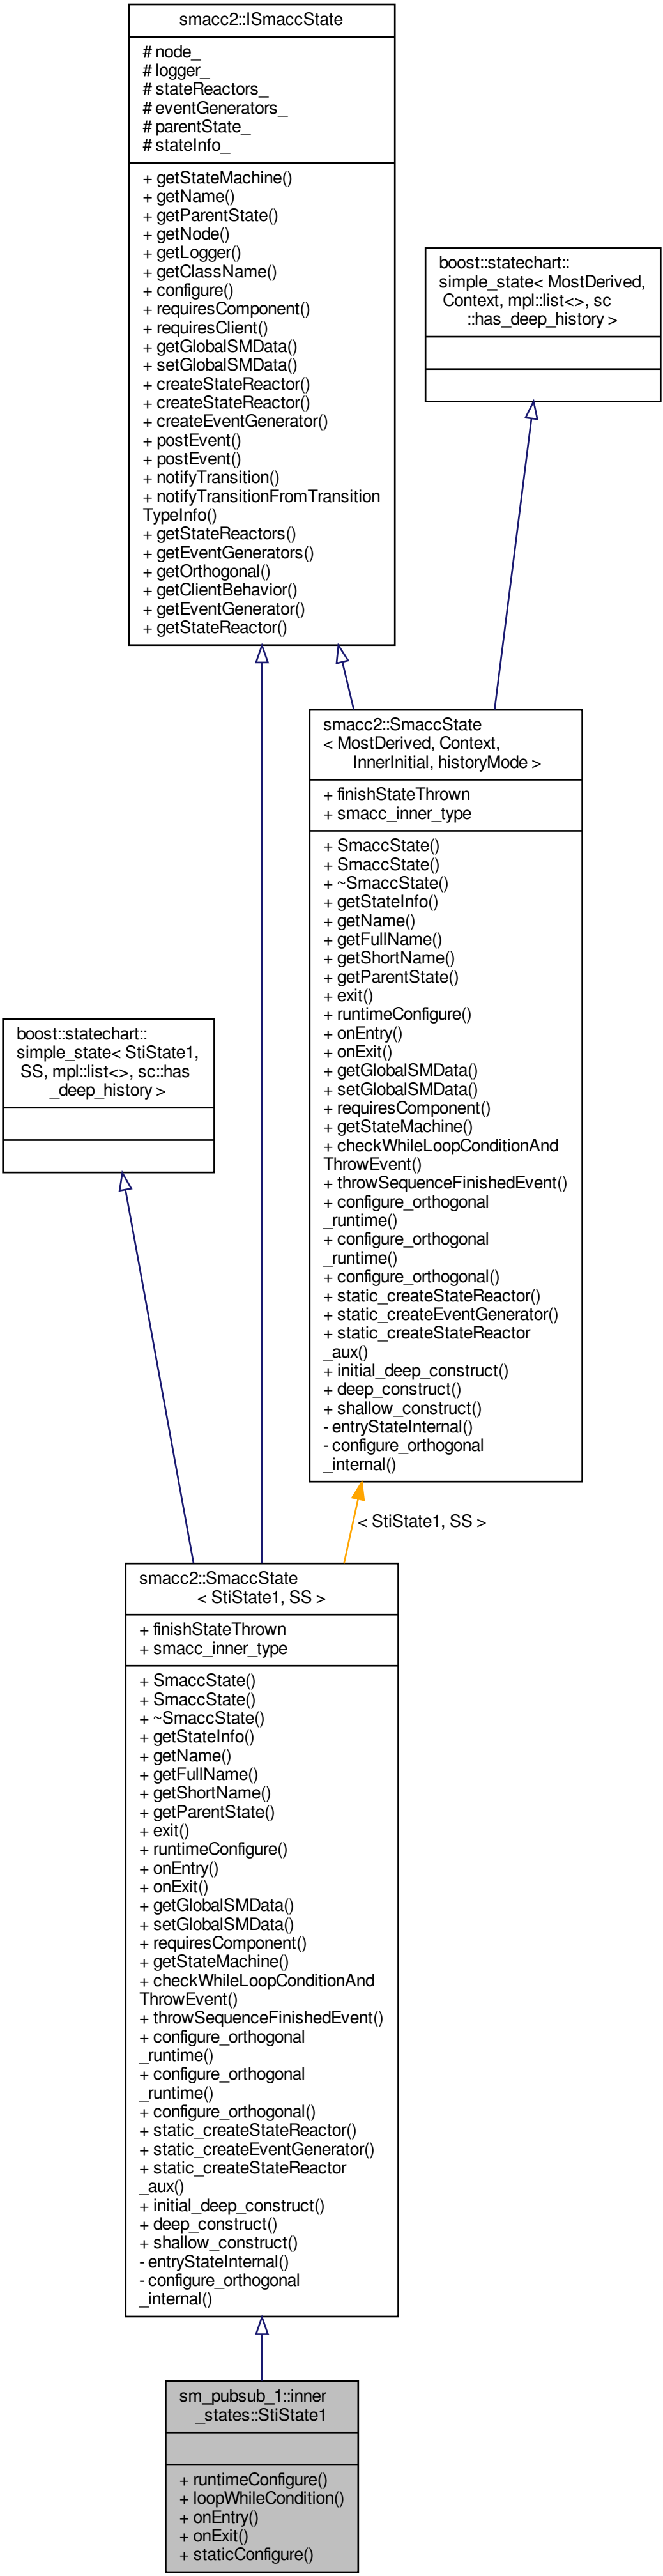 smacc2::ISmaccState
# node_
# logger_
# stateReactors_
# eventGenerators_
# parentState_
# stateInfo_
+ getStateMachine()
+ getName()
+ getParentState()
+ getNode()
+ getLogger()
+ getClassName()
+ configure()
+ requiresComponent()
+ requiresClient()
+ getGlobalSMData()
+ setGlobalSMData()
+ createStateReactor()
+ createStateReactor()
+ createEventGenerator()
+ postEvent()
+ postEvent()
+ notifyTransition()
+ notifyTransitionFromTransition
TypeInfo()
+ getStateReactors()
+ getEventGenerators()
+ getOrthogonal()
+ getClientBehavior()
+ getEventGenerator()
+ getStateReactor()
boost::statechart::
simple_state< MostDerived,
Context, mpl::list<>, sc
::has_deep_history >
smacc2::SmaccState
< MostDerived, Context,
InnerInitial, historyMode >
+ finishStateThrown
+ smacc_inner_type
+ SmaccState()
+ SmaccState()
+ ~SmaccState()
+ getStateInfo()
+ getName()
+ getFullName()
+ getShortName()
+ getParentState()
+ exit()
+ runtimeConfigure()
+ onEntry()
+ onExit()
+ getGlobalSMData()
+ setGlobalSMData()
+ requiresComponent()
+ getStateMachine()
+ checkWhileLoopConditionAnd
ThrowEvent()
+ throwSequenceFinishedEvent()
+ configure_orthogonal
_runtime()
+ configure_orthogonal
_runtime()
+ configure_orthogonal()
+ static_createStateReactor()
+ static_createEventGenerator()
+ static_createStateReactor
_aux()
+ initial_deep_construct()
+ deep_construct()
+ shallow_construct()
- entryStateInternal()
- configure_orthogonal
_internal()
boost::statechart::
simple_state< StiState1,
SS, mpl::list<>, sc::has
_deep_history >
< StiState1, SS >
smacc2::SmaccState
< StiState1, SS >
+ finishStateThrown
+ smacc_inner_type
+ SmaccState()
+ SmaccState()
+ ~SmaccState()
+ getStateInfo()
+ getName()
+ getFullName()
+ getShortName()
+ getParentState()
+ exit()
+ runtimeConfigure()
+ onEntry()
+ onExit()
+ getGlobalSMData()
+ setGlobalSMData()
+ requiresComponent()
+ getStateMachine()
+ checkWhileLoopConditionAnd
ThrowEvent()
+ throwSequenceFinishedEvent()
+ configure_orthogonal
_runtime()
+ configure_orthogonal
_runtime()
+ configure_orthogonal()
+ static_createStateReactor()
+ static_createEventGenerator()
+ static_createStateReactor
_aux()
+ initial_deep_construct()
+ deep_construct()
+ shallow_construct()
- entryStateInternal()
- configure_orthogonal
_internal()
sm_pubsub_1::inner
_states::StiState1
+ runtimeConfigure()
+ loopWhileCondition()
+ onEntry()
+ onExit()
+ staticConfigure()